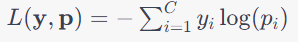 L(𝐲, 𝐩) = − ∑_{i=1}^{C} y_i log(p_i)